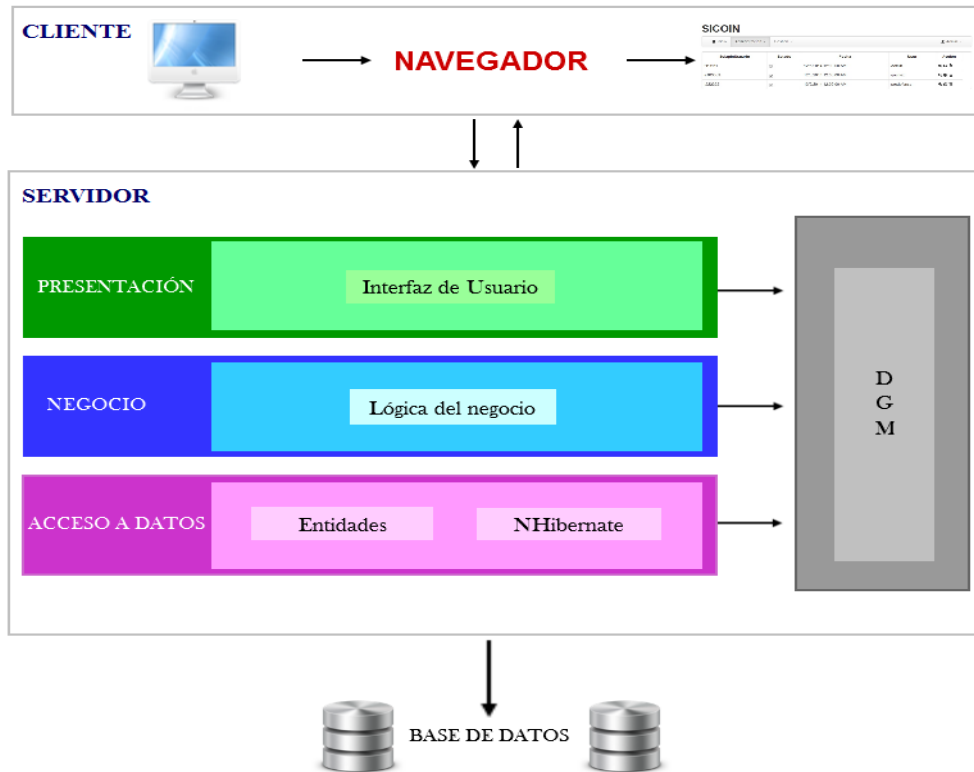 CLIENTE
NAVEGADOR
SICOIN
SERVIDOR
PRESENTACIÓN
Interfaz de Usuario
NEGOCIO
Lógica del negocio
ACCESO A DATOS
Entidades
NHibernate
D
G
M
BASE DE DATOS